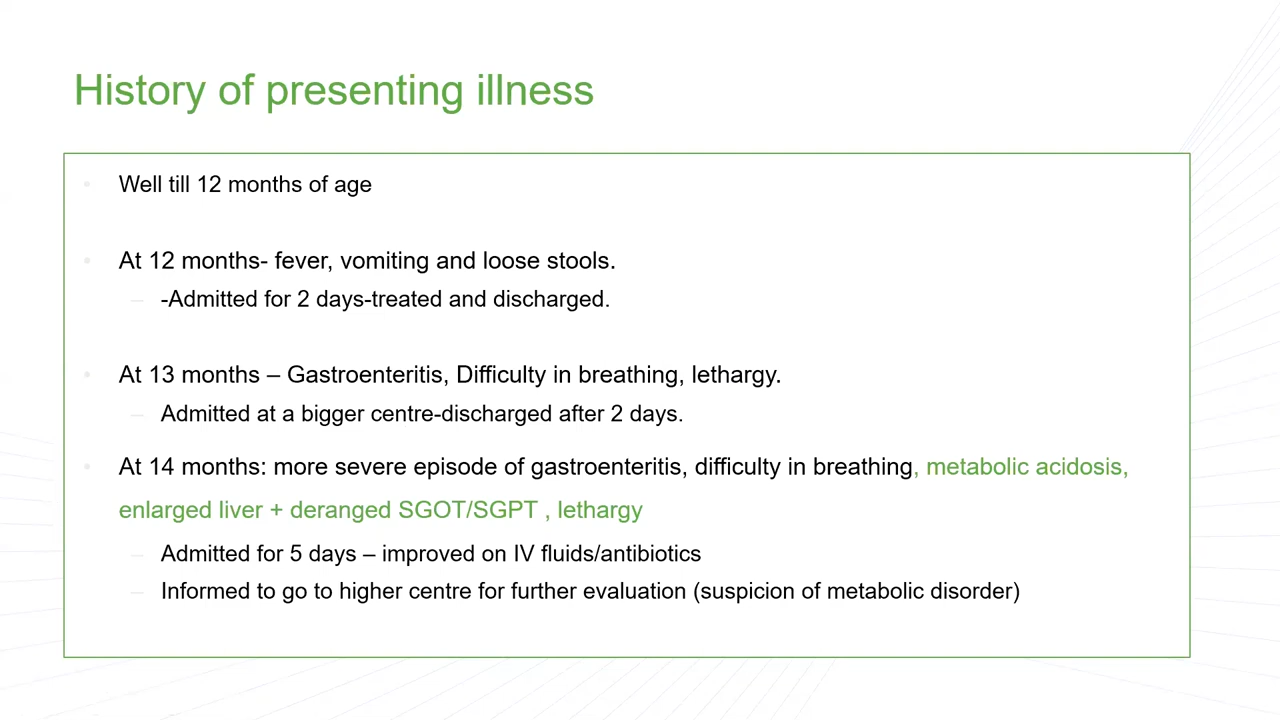 History of presenting illness
• Well till 12 months of age
• At 12 months- fever, vomiting and loose stools.
– -Admitted for 2 days-treated and discharged.
• At 13 months – Gastroenteritis, Difficulty in breathing, lethargy.
– Admitted at a bigger centre-discharged after 2 days.
• At 14 months: more severe episode of gastroenteritis, difficulty in breathing, metabolic acidosis,
enlarged liver + deranged SGOT/SGPT , lethargy
– Admitted for 5 days – improved on IV fluids/antibiotics
– Informed to go to higher centre for further evaluation (suspicion of metabolic disorder)